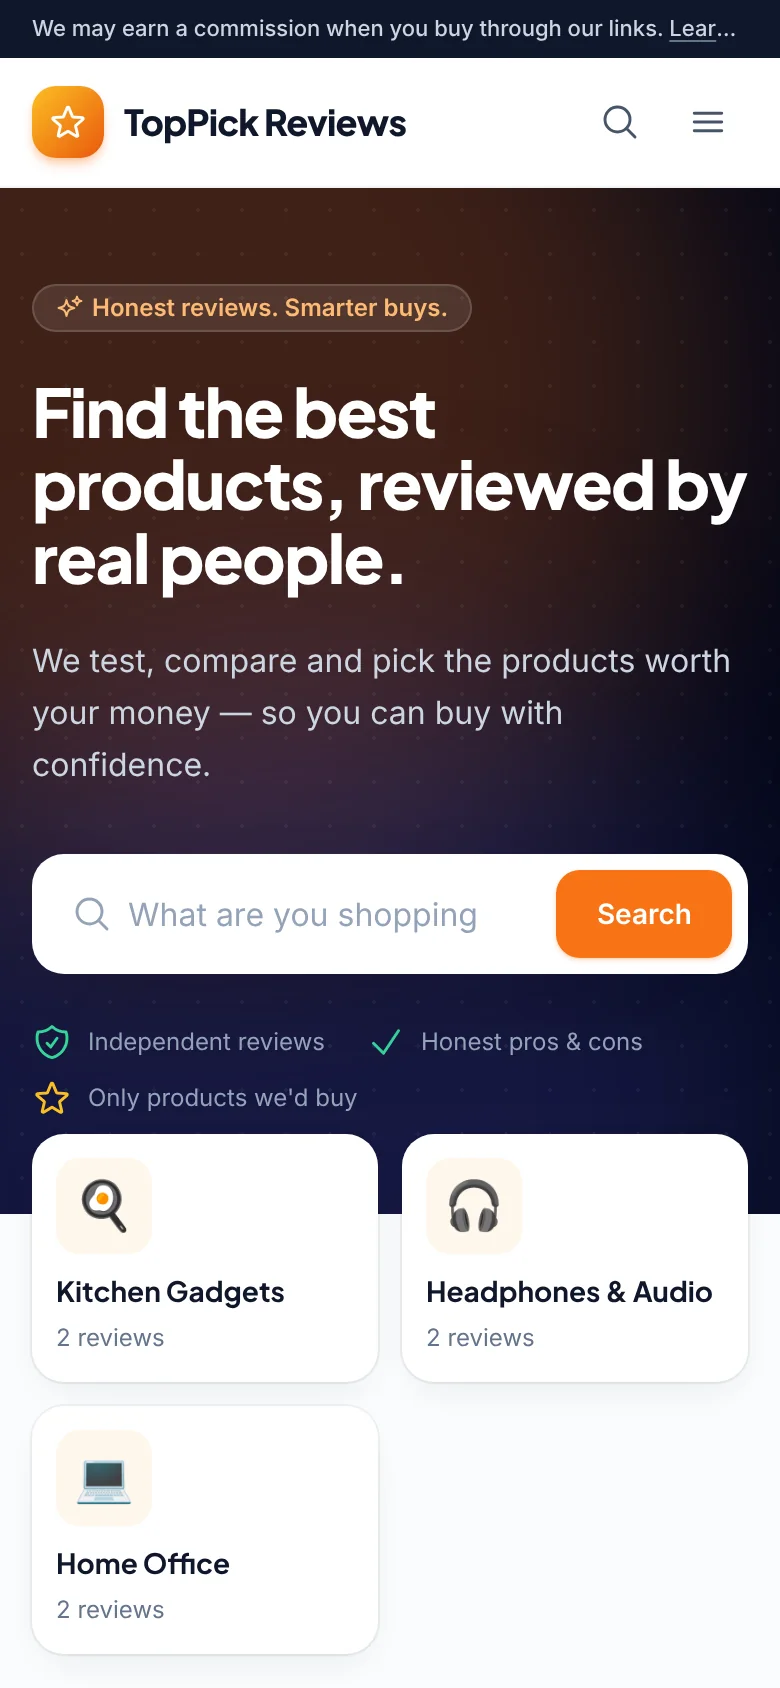 We may earn a commission when you buy through our links. Lear...
TopPick Reviews
Honest reviews. Smarter buys.
Find the best
products, reviewed by
real people.
We test, compare and pick the products worth
your money — so you can buy with
confidence.
What are you shopping
Search
Independent reviews
Honest pros & cons
Only products we'd buy
Kitchen Gadgets
2 reviews
Headphones & Audio
2 reviews
Home Office
2 reviews